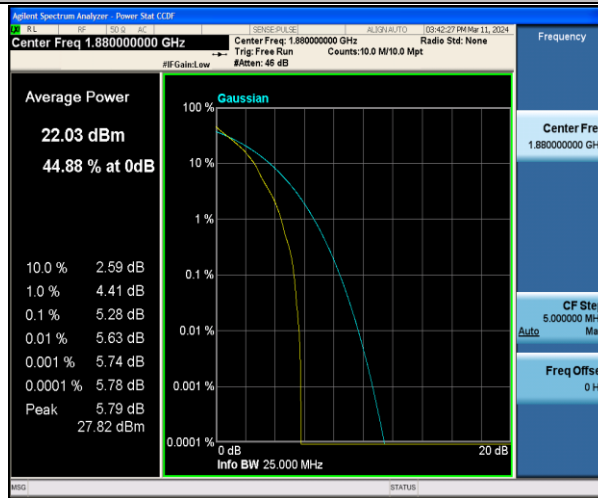 Agilent Spectrum Analyzer - Power Stat CCDF
RL RF 50 Ω AC SENSE:PULSE ALIGN AUTO 03:42:27 PM Mar 11, 2024
Center Freq 1.880000000 GHz
Center Freq: 1.880000000 GHz Radio Std: None
Trig: Free Run Counts:10.0 M/10.0 Mpt
#IFGain:Low #Atten: 46 dB
Frequency
Average Power
22.03 dBm
44.88 % at 0dB
10.0 % 2.59 dB
1.0 % 4.41 dB
0.1 % 5.28 dB
0.01 % 5.63 dB
0.001 % 5.74 dB
0.0001 % 5.78 dB
Peak 5.79 dB
27.82 dBm
Gaussian
100 %
10 %
1 %
0.1 %
0.01 %
0.001 %
0.0001 %
0 dB 20 dB
Info BW 25.000 MHz
Center Fre
1.880000000 GH
CF Ste
5.000000 MH
Auto Ma
Freq Offse
0 H
MSG STATUS